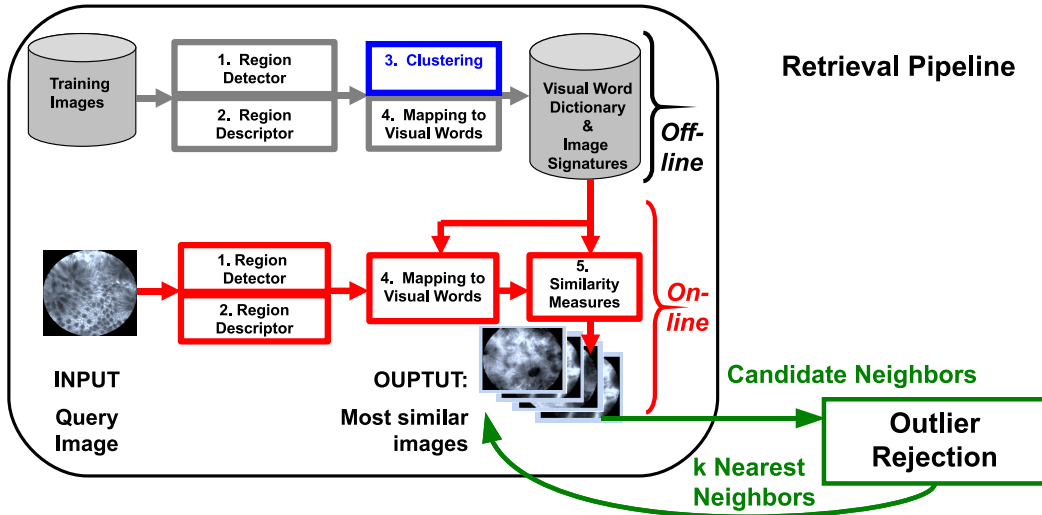 Retrieval Pipeline
Training
Images
1. Region
Detector
2. Region
Descriptor
3. Clustering
4. Mapping to
Visual Words
Visual Word
Dictionary
&
Image
Signatures
Off-
line
1. Region
Detector
2. Region
Descriptor
4. Mapping to
Visual Words
5.
Similarity
Measures
On-
line
INPUT
Query
Image
OUPTUT:
Most similar
images
Candidate Neighbors
Outlier
Rejection
k Nearest
Neighbors